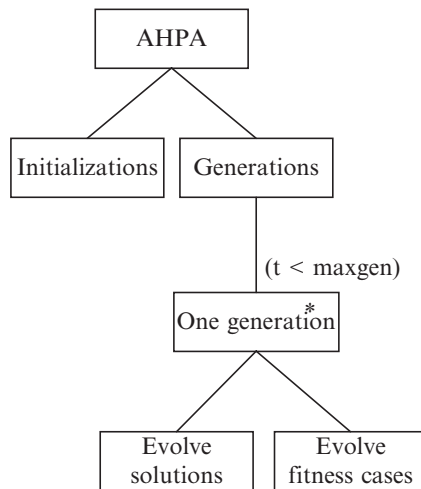 AHPA
Initializations
Generations
(t < maxgen)
One generation*
Evolve
solutions
Evolve
fitness cases